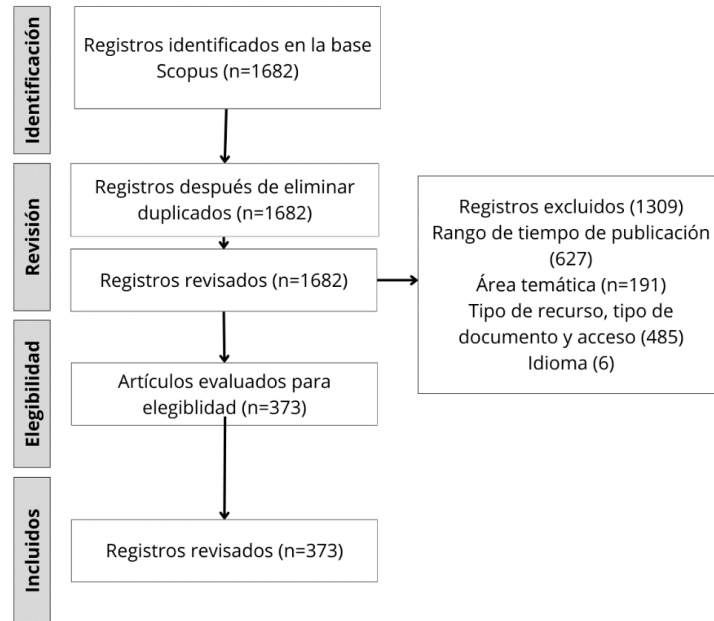 Identificación
Registros identificados en la base
Scopus (n=1682)
Revisión
Registros después de eliminar
duplicados (n=1682)
Registros revisados (n=1682)
Registros excluidos (1309)
Rango de tiempo de publicación
(627)
Área temática (n=191)
Tipo de recurso, tipo de
documento y acceso (485)
Idioma (6)
Elegibilidad
Artículos evaluados para
elegiblidad (n=373)
Incluidos
Registros revisados (n=373)